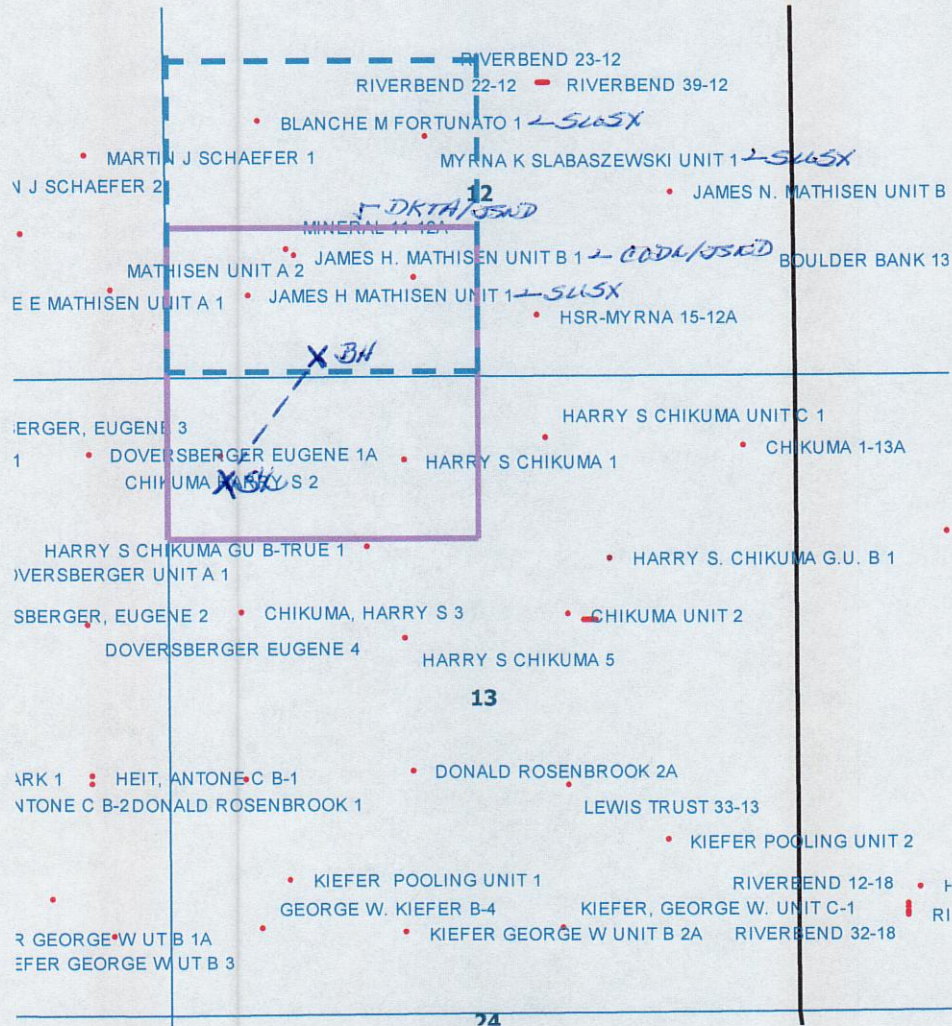 RIVERBEND 23-12
RIVERBEND 22-12 RIVERBEND 39-12
BLANCHE M FORTUNATO 1 SUSSX
MARTIN J SCHAEFER 1 MYRNA K SLABASZEWSKI UNIT 1 SUSSX
N J SCHAEFER 2 12 JAMES N. MATHISEN UNIT B
DKTA/JSND
MINERAL 11-12A
JAMES H. MATHISEN UNIT B 1 CODL/JSND BOULDER BANK 13
MATHISEN UNIT A 2
E E MATHISEN UNIT A 1 JAMES H MATHISEN UNIT 1 SUSSX
HSR-MYRNA 15-12A
X BH
ERGER, EUGENE 3 HARRY S CHIKUMA UNIT C 1
1 DOVERSBERGER EUGENE 1A HARRY S CHIKUMA 1 CHIKUMA 1-13A
CHIKUMA HARRY S 2
X SH
HARRY S CHIKUMA GU B-TRUE 1 HARRY S. CHIKUMA G.U. B 1
OVERSBERGER UNIT A 1
SBERGER, EUGENE 2 CHIKUMA, HARRY S 3 CHIKUMA UNIT 2
DOVERSBERGER EUGENE 4 HARRY S CHIKUMA 5
13
ARK 1 HEIT, ANTONE C B-1 DONALD ROSENBROOK 2A
NTONE C B-2 DONALD ROSENBROOK 1 LEWIS TRUST 33-13
KIEFER POOLING UNIT 2
KIEFER POOLING UNIT 1 RIVERBEND 12-18 H
GEORGE W. KIEFER B-4 KIEFER, GEORGE W. UNIT C-1 RI
R GEORGE W UT B 1A KIEFER GEORGE W UNIT B 2A RIVERBEND 32-18
EFER GEORGE W UT B 3
24